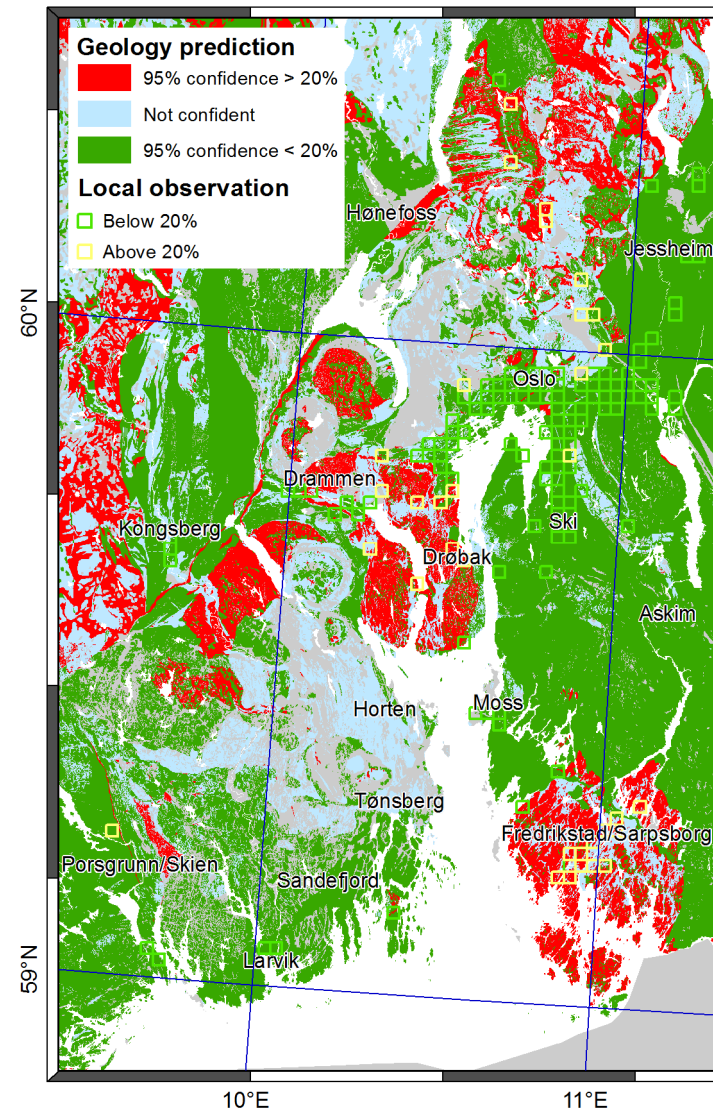 Geology prediction
95% confidence > 20%
Not confident
95% confidence < 20%
Local observation
Below 20%
Above 20%
Hønefoss
Jessheim
60°N
Oslo
Drammen
Kongsberg
Ski
Drøbak
Askim
Horten
Moss
Tønsberg
Fredrikstad/Sarpsborg
Porsgrunn/Skien
Sandefjord
Larvik
59°N
10°E
11°E